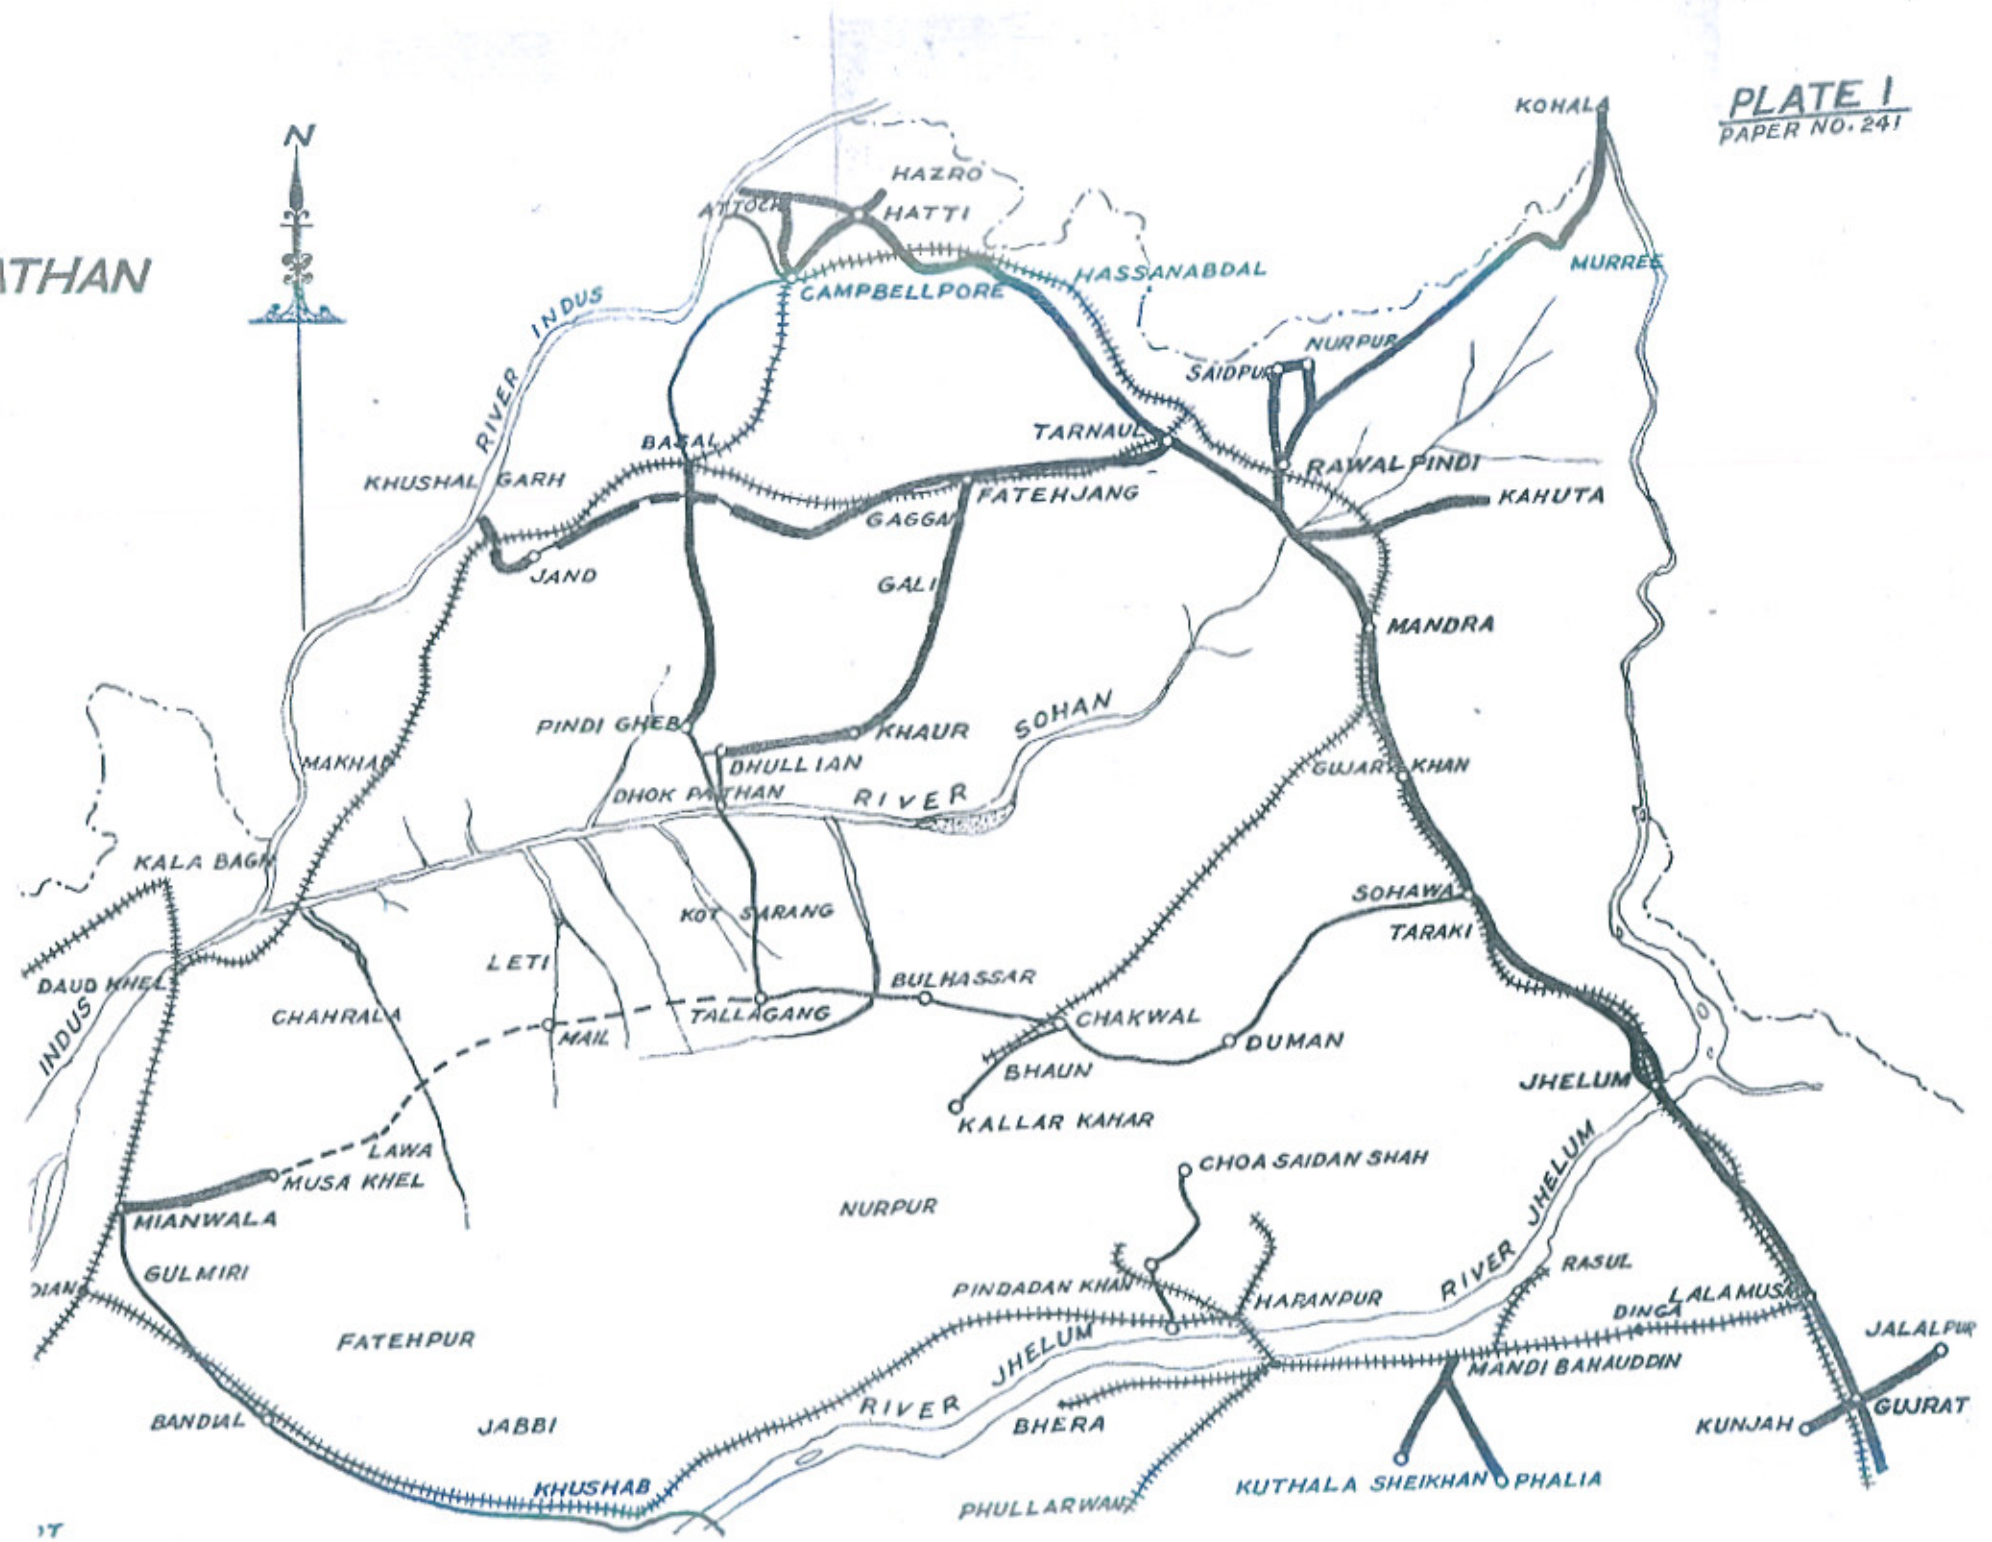 PLATE 1
PAPER NO. 241
KOHALA
N
ATHAN
HAZRO
ATTOCK
HATTI
MURREE
HASSANABDAL
CAMPBELLPORE
RIVER INDUS
NURPUR
SAIDPUR
TARNAUL
BASAL
RAWALPINDI
KHUSHAL GARH
FATEHJANG
KAHUTA
GAGGAN
JAND
GALI
MANDRA
PINDI GHEB
KHAUR
SOHAN
MAKHAD
DHULLIAN
GUJAR KHAN
DHOK PATHAN
RIVER
KALA BAGH
SOHAWA
KOT SARANG
TARAKI
LETI
DAUD KHEL
BULHASSAR
INDUS
CHAHRALA
TALLAGANG
CHAKWAL
MAIL
DUMAN
BHAUN
JHELUM
KALLAR KAHAR
LAWA
MUSA KHEL
CHOA SAIDAN SHAH
NURPUR
MIANWALA
GULMIRI
RIVER JHELUM
RASUL
DIAN
PINDADAN KHAN
HARANPUR
LALAMUSA
DINGA
FATEHPUR
JALALPUR
MANDI BAHAUDDIN
RIVER JHELUM
BANDIAL
JABBI
BHERA
KUNJAH
GUJRAT
KHUSHAB
KUTHALA SHEIKHAN
PHALIA
PHULLARWAN
OT